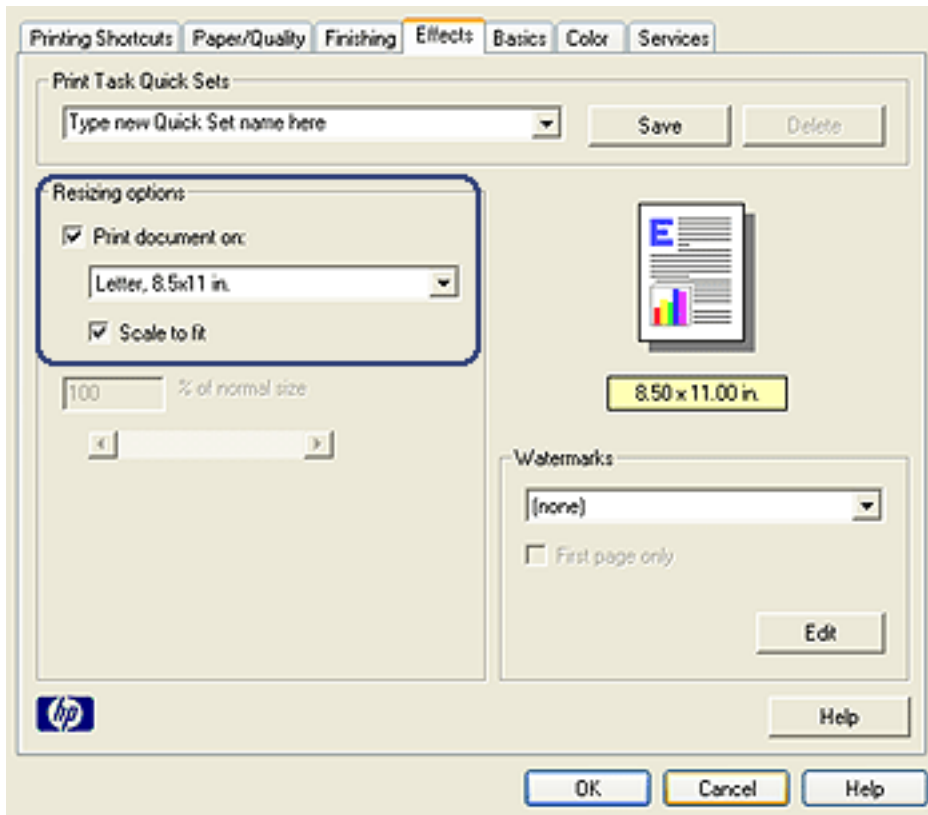 Printing Shortcuts Paper/Quality Finishing Effects Basics Color Services
Print Task Quick Sets
Type new Quick Set name here Save Delete
Resizing options
Print document on:
Letter, 8.5x11 in.
Scale to fit
100 % of normal size
E
8.50 x 11.00 in.
Watermarks
(none)
First page only
Edit
hp
Help
OK Cancel Help